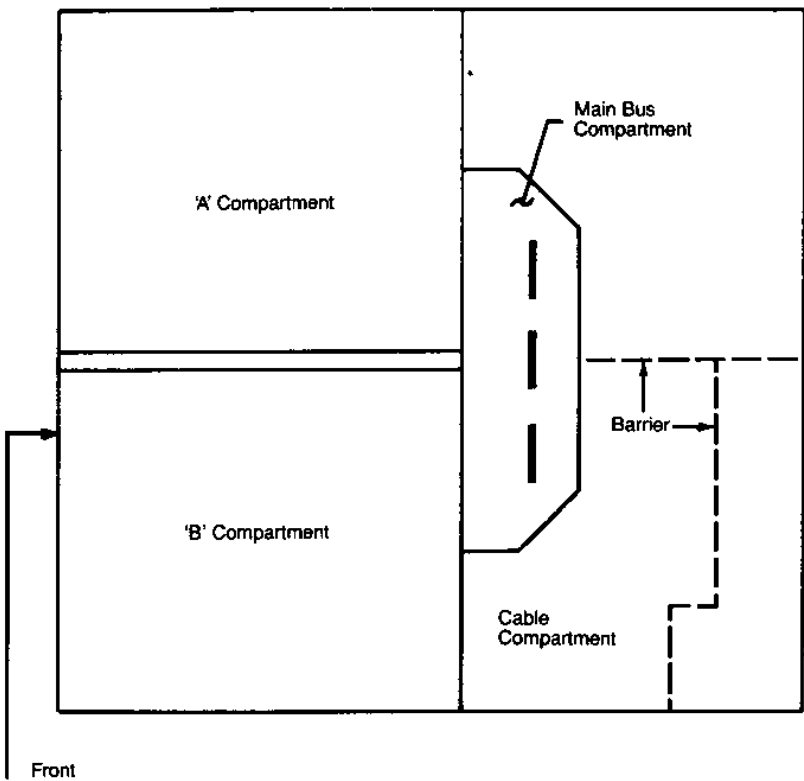 Main Bus
Compartment
'A' Compartment
Barrier
'B' Compartment
Cable
Compartment
Front